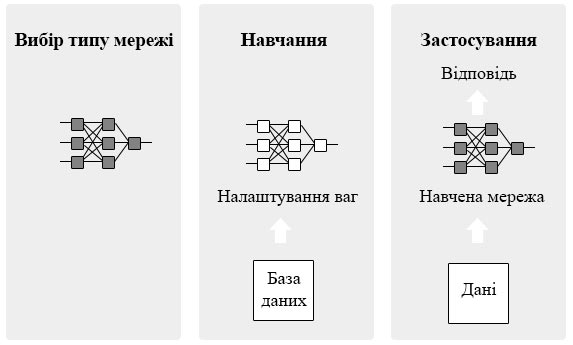 Вибір типу мережі
Навчання
Налаштування ваг
База
даних
Застосування
Відповідь
Навчена мережа
Дані